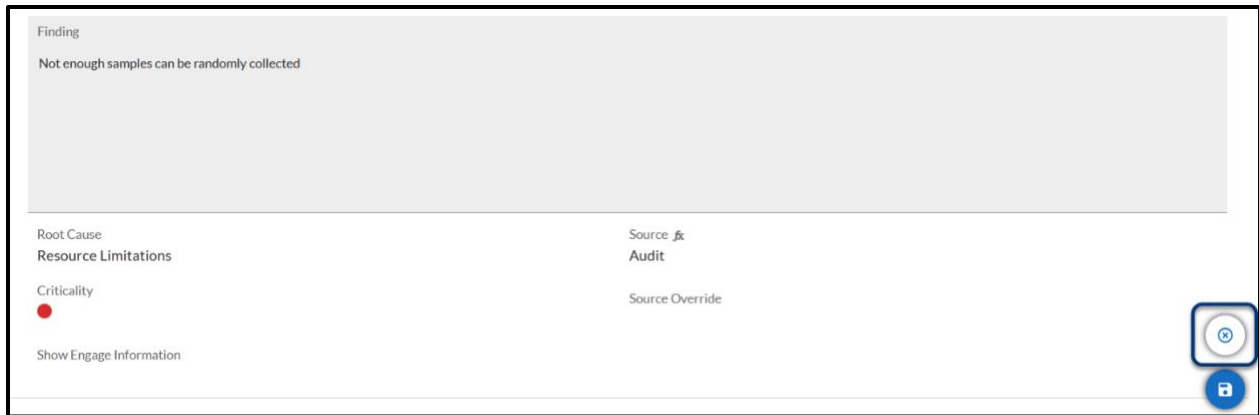 Finding
Not enough samples can be randomly collected
Root Cause
Source fx
Resource Limitations
Audit
Criticality
Source Override
Show Engage Information